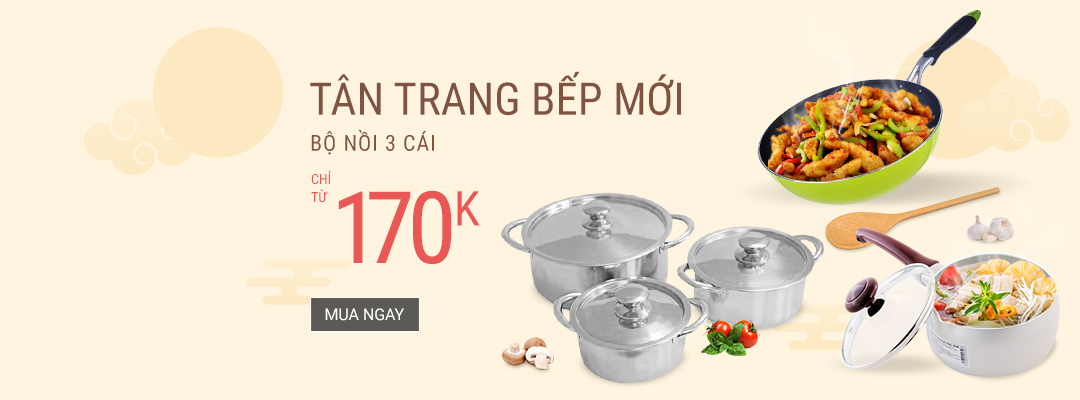 TÂN TRANG BẾP MỚI
BỘ NỒI 3 CÁI
CHỈ
TỪ
170K
MUA NGAY